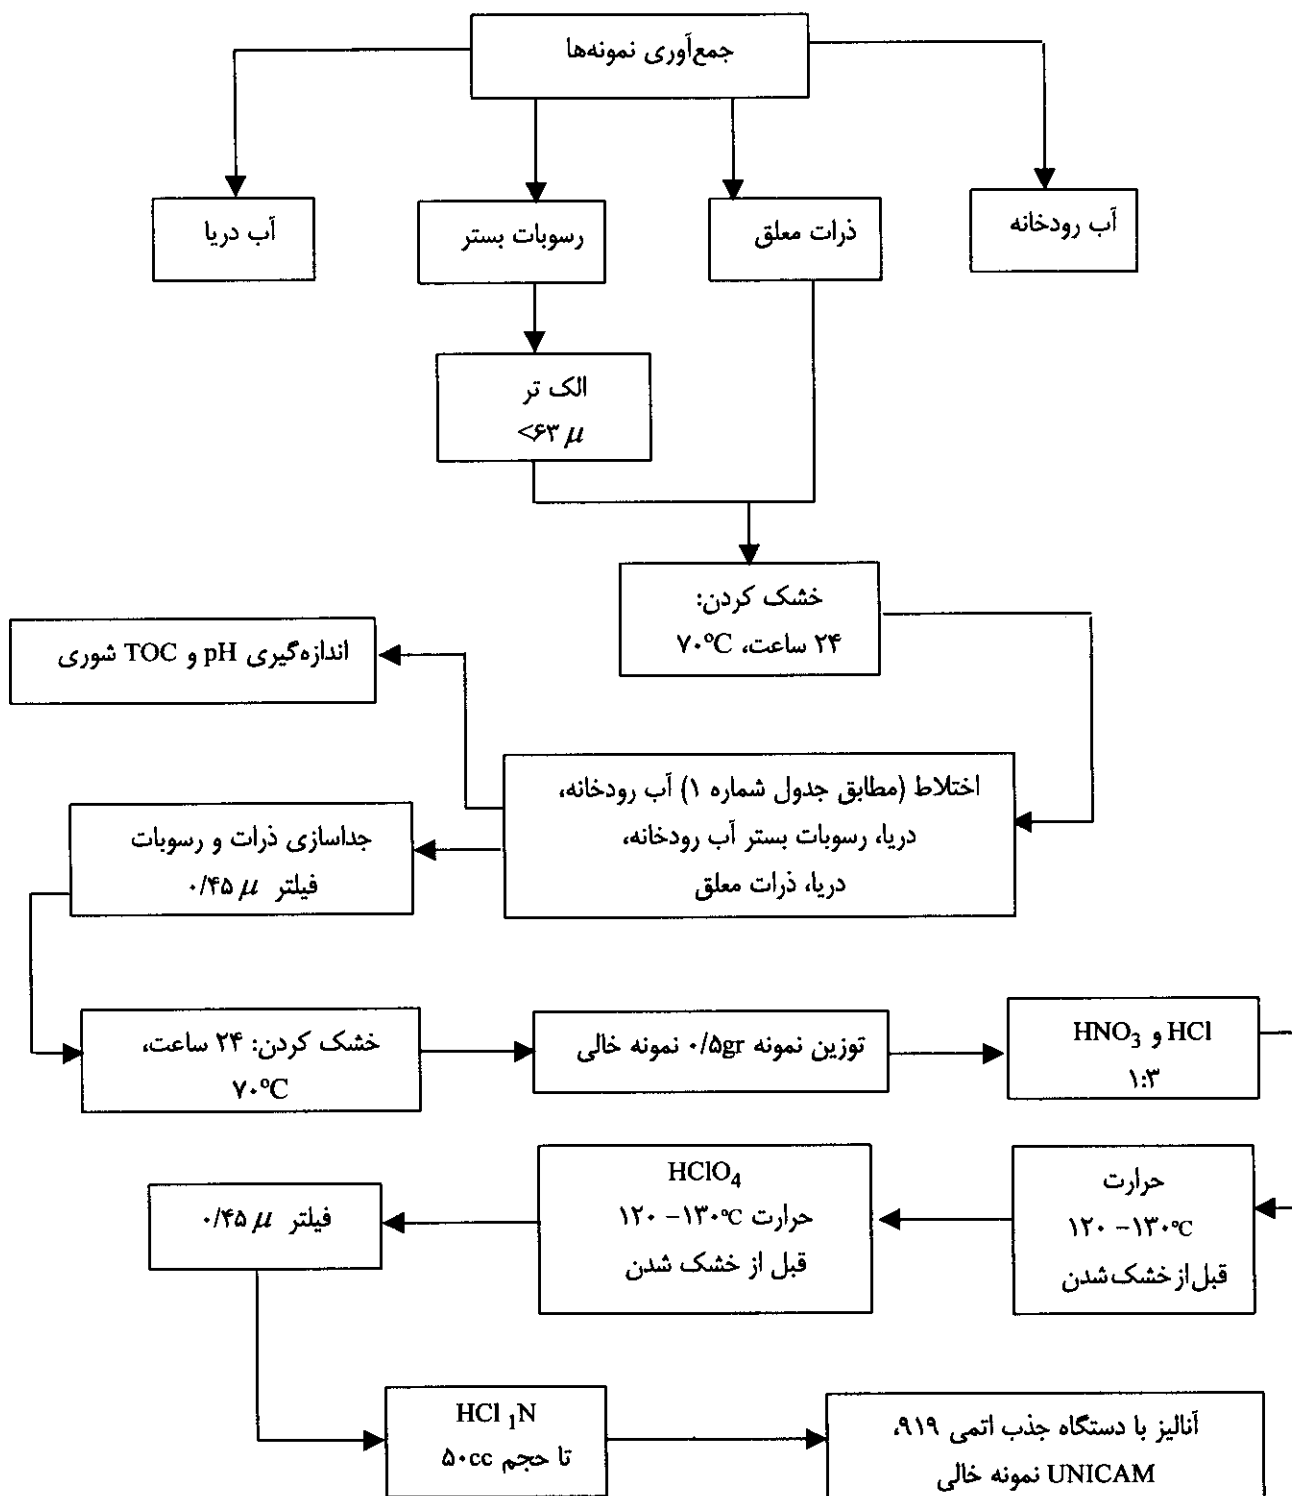 جمع‌آوری نمونه‌ها
آب رودخانه
ذرات معلق
رسوبات بستر
آب دریا
الک تر
<۶۳ μ
خشک کردن:
۲۴ ساعت، ۷۰°C
اندازه‌گیری pH و TOC شوری
اختلاط (مطابق جدول شماره ۱) آب رودخانه،
دریا، رسوبات بستر آب رودخانه،
دریا، ذرات معلق
جداسازی ذرات و رسوبات
فیلتر ۰/۴۵ μ
خشک کردن: ۲۴ ساعت،
۷۰°C
توزین نمونه ۰/۵gr نمونه خالی
HCl و HNO₃
۱:۳
حرارت
۱۲۰ –۱۳۰°C
قبل از خشک شدن
HClO₄
حرارت ۱۲۰ –۱۳۰°C
قبل از خشک شدن
فیلتر ۰/۴۵ μ
HCl ₁N
تا حجم ۵۰cc
آنالیز با دستگاه جذب اتمی ۹۱۹،
UNICAM نمونه خالی